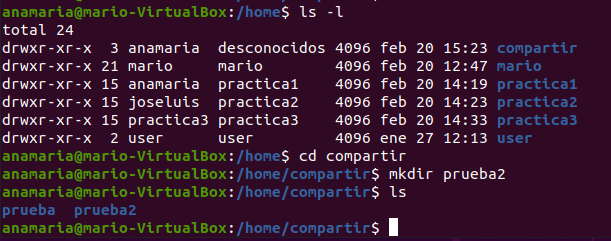 anamaria@mario-VirtualBox:/home$ ls -l
total 24
drwxr-xr-x  3 anamaria  desconocidos 4096 feb 20 15:23 compartir
drwxr-xr-x 21 mario     mario        4096 feb 20 12:47 mario
drwxr-xr-x 15 anamaria  practica1    4096 feb 20 14:19 practica1
drwxr-xr-x 15 joseluis  practica2    4096 feb 20 14:23 practica2
drwxr-xr-x 15 practica3 practica3    4096 feb 20 14:33 practica3
drwxr-xr-x  2 user      user         4096 ene 27 12:13 user
anamaria@mario-VirtualBox:/home$ cd compartir
anamaria@mario-VirtualBox:/home/compartir$ mkdir prueba2
anamaria@mario-VirtualBox:/home/compartir$ ls
prueba  prueba2
anamaria@mario-VirtualBox:/home/compartir$